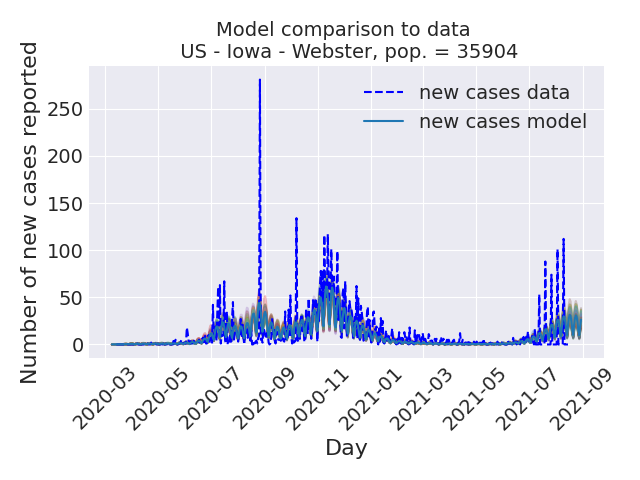 Model comparison to data
US - Iowa - Webster, pop. = 35904
Number of new cases reported
250
200
150
100
50
0
new cases data
new cases model
2020-03
2020-05
2020-07
2020-09
2020-11
2021-01
2021-03
2021-05
2021-07
2021-09
Day